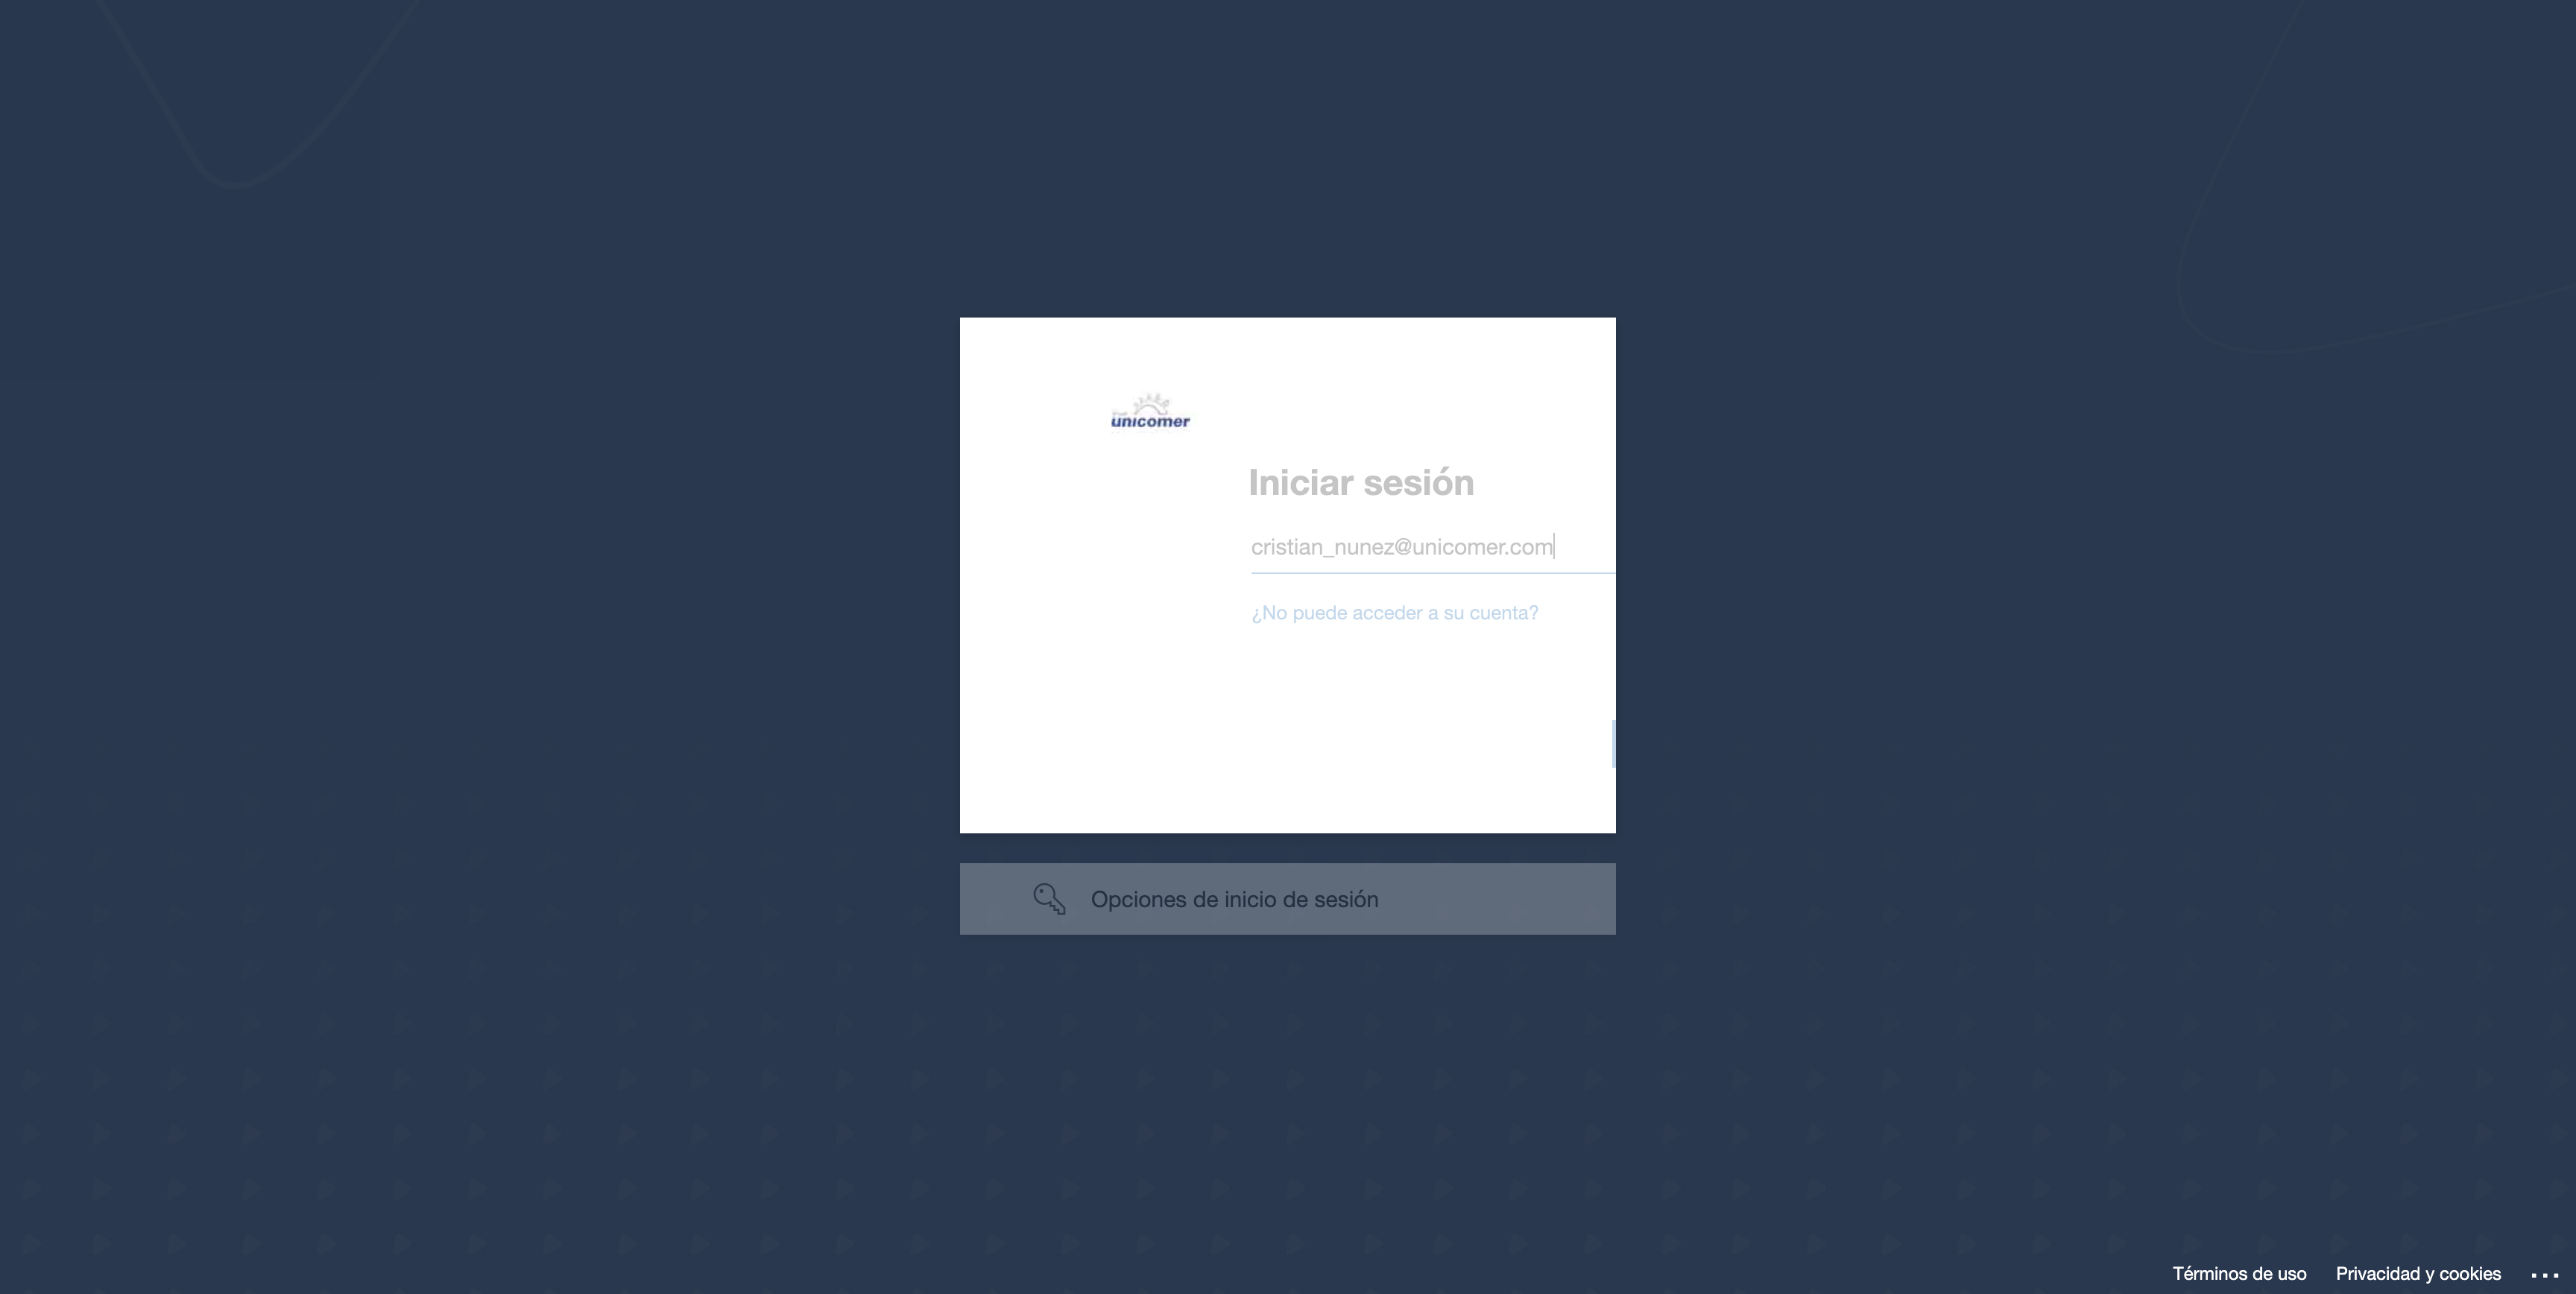 unicomer
Iniciar sesión
cristian_nunez@unicomer.com
¿No puede acceder a su cuenta?
Opciones de inicio de sesión
Términos de uso Privacidad y cookies ...